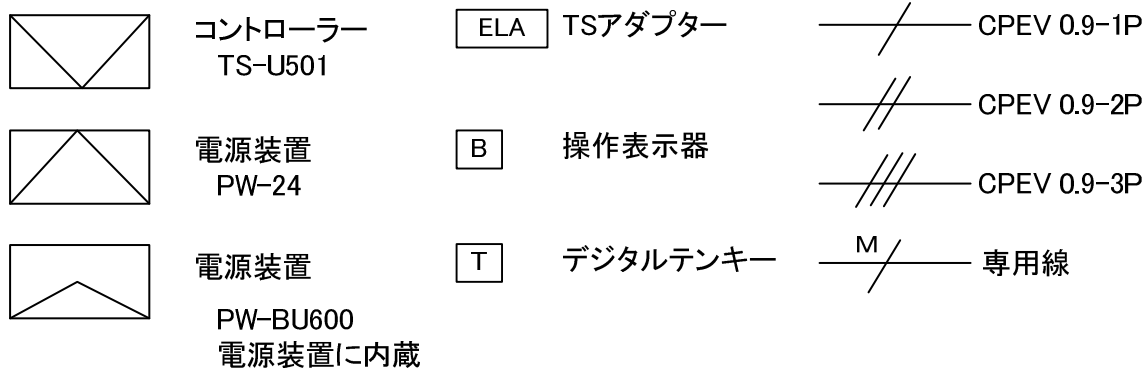 コントローラー
TS-U501
電源装置
PW-24
電源装置
PW-BU600
電源装置に内蔵
ELA TSアダプター
B 操作表示器
T デジタルテンキー
CPEV 0.9-1P
CPEV 0.9-2P
CPEV 0.9-3P
M 専用線